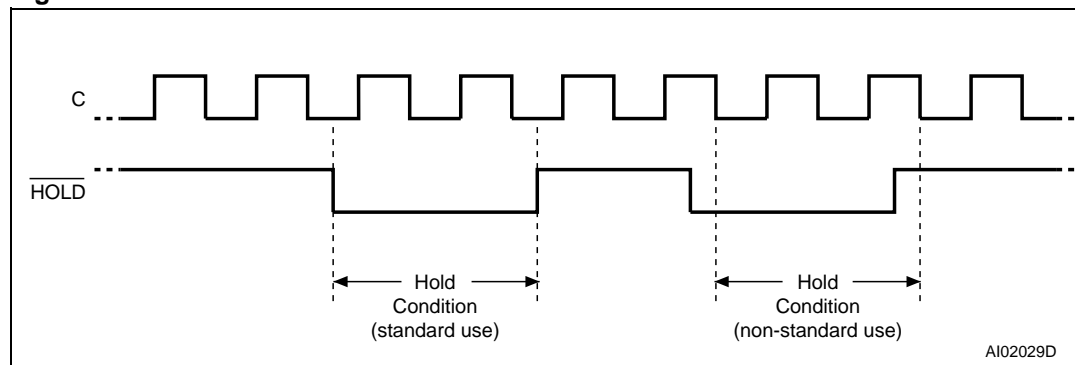 C
HOLD
Hold
Condition
(standard use)
Hold
Condition
(non-standard use)
AI02029D